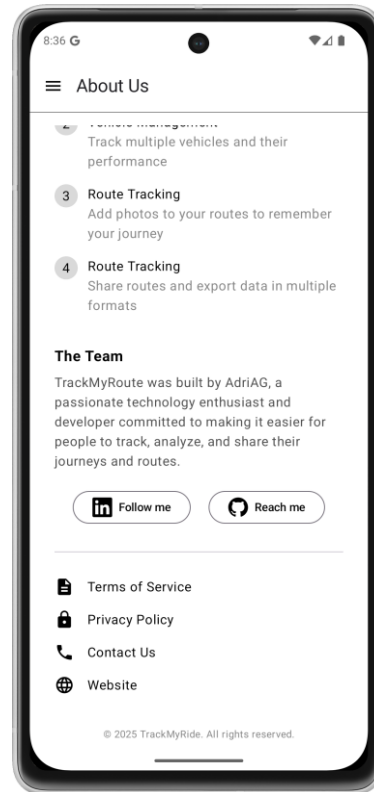 8:36 G
About Us
2 Vehicle Management
Track multiple vehicles and their
performance
3 Route Tracking
Add photos to your routes to remember
your journey
4 Route Tracking
Share routes and export data in multiple
formats
The Team
TrackMyRoute was built by AdriAG, a
passionate technology enthusiast and
developer committed to making it easier for
people to track, analyze, and share their
journeys and routes.
in Follow me Reach me
Terms of Service
Privacy Policy
Contact Us
Website
© 2025 TrackMyRide. All rights reserved.